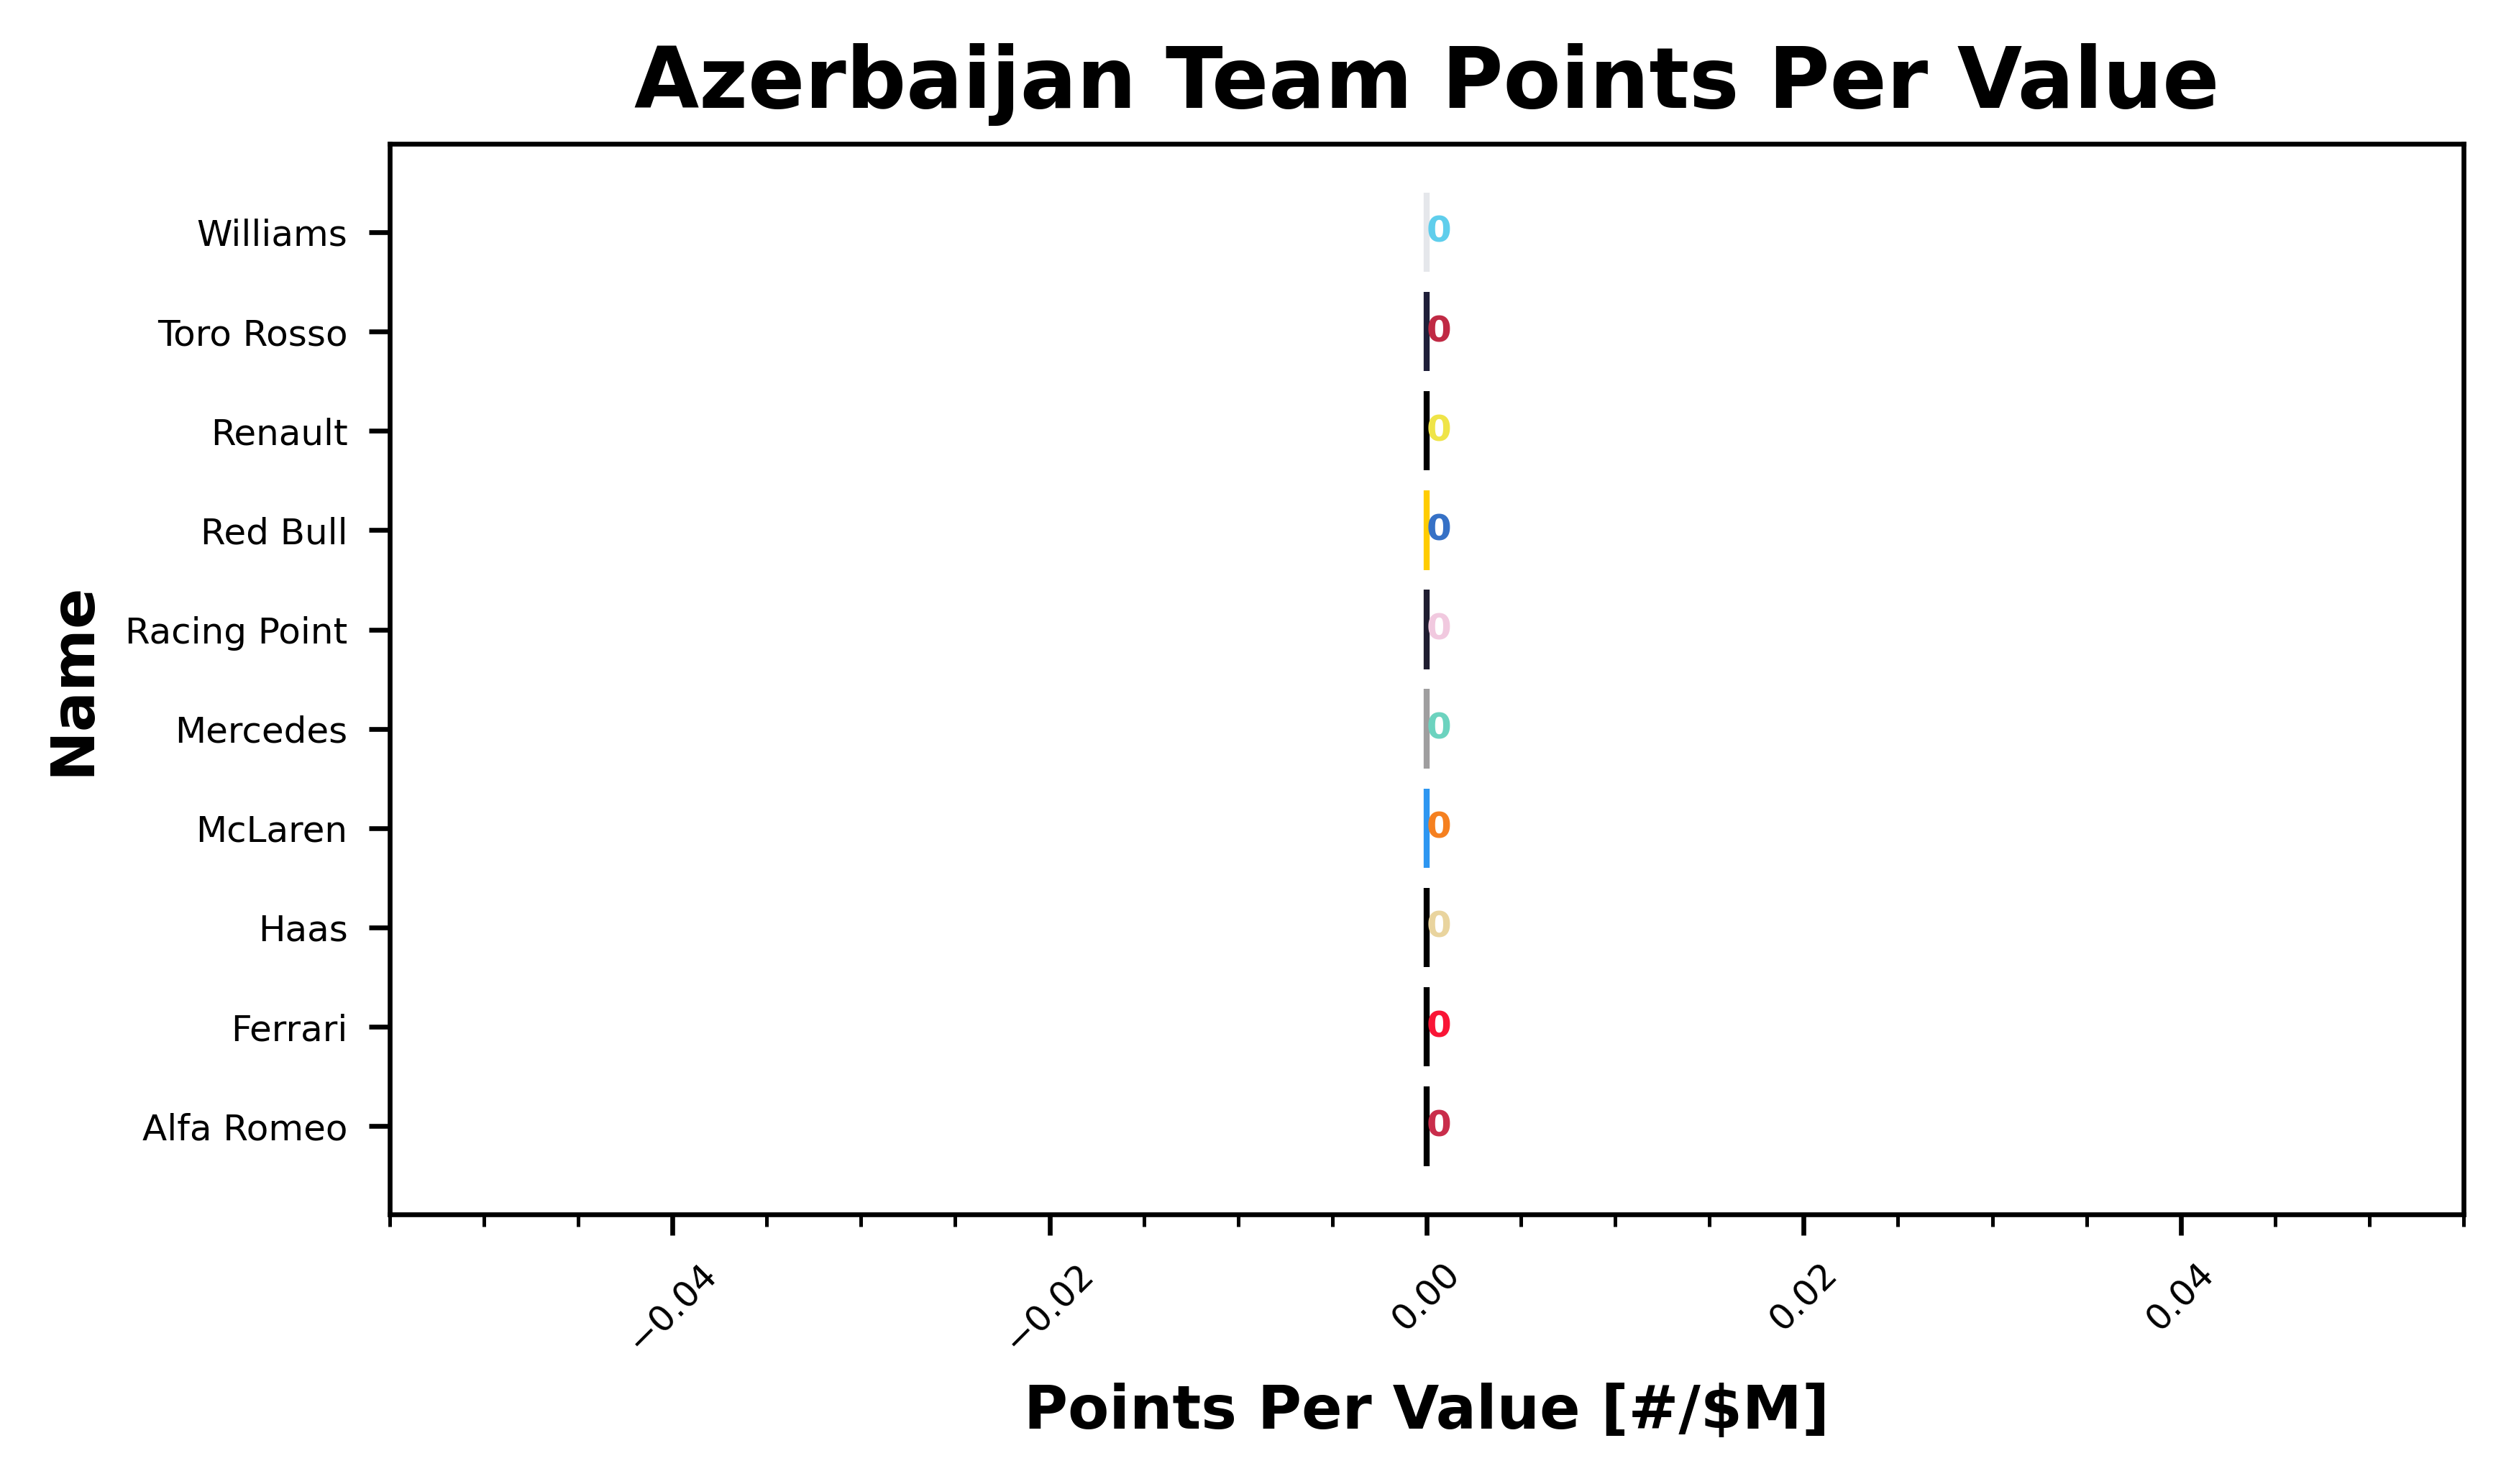 Azerbaijan Team Points Per Value
Name
Williams 0
Toro Rosso 0
Renault 0
Red Bull 0
Racing Point 0
Mercedes 0
McLaren 0
Haas 0
Ferrari 0
Alfa Romeo 0
−0.04 −0.02 0.00 0.02 0.04
Points Per Value [#/$M]